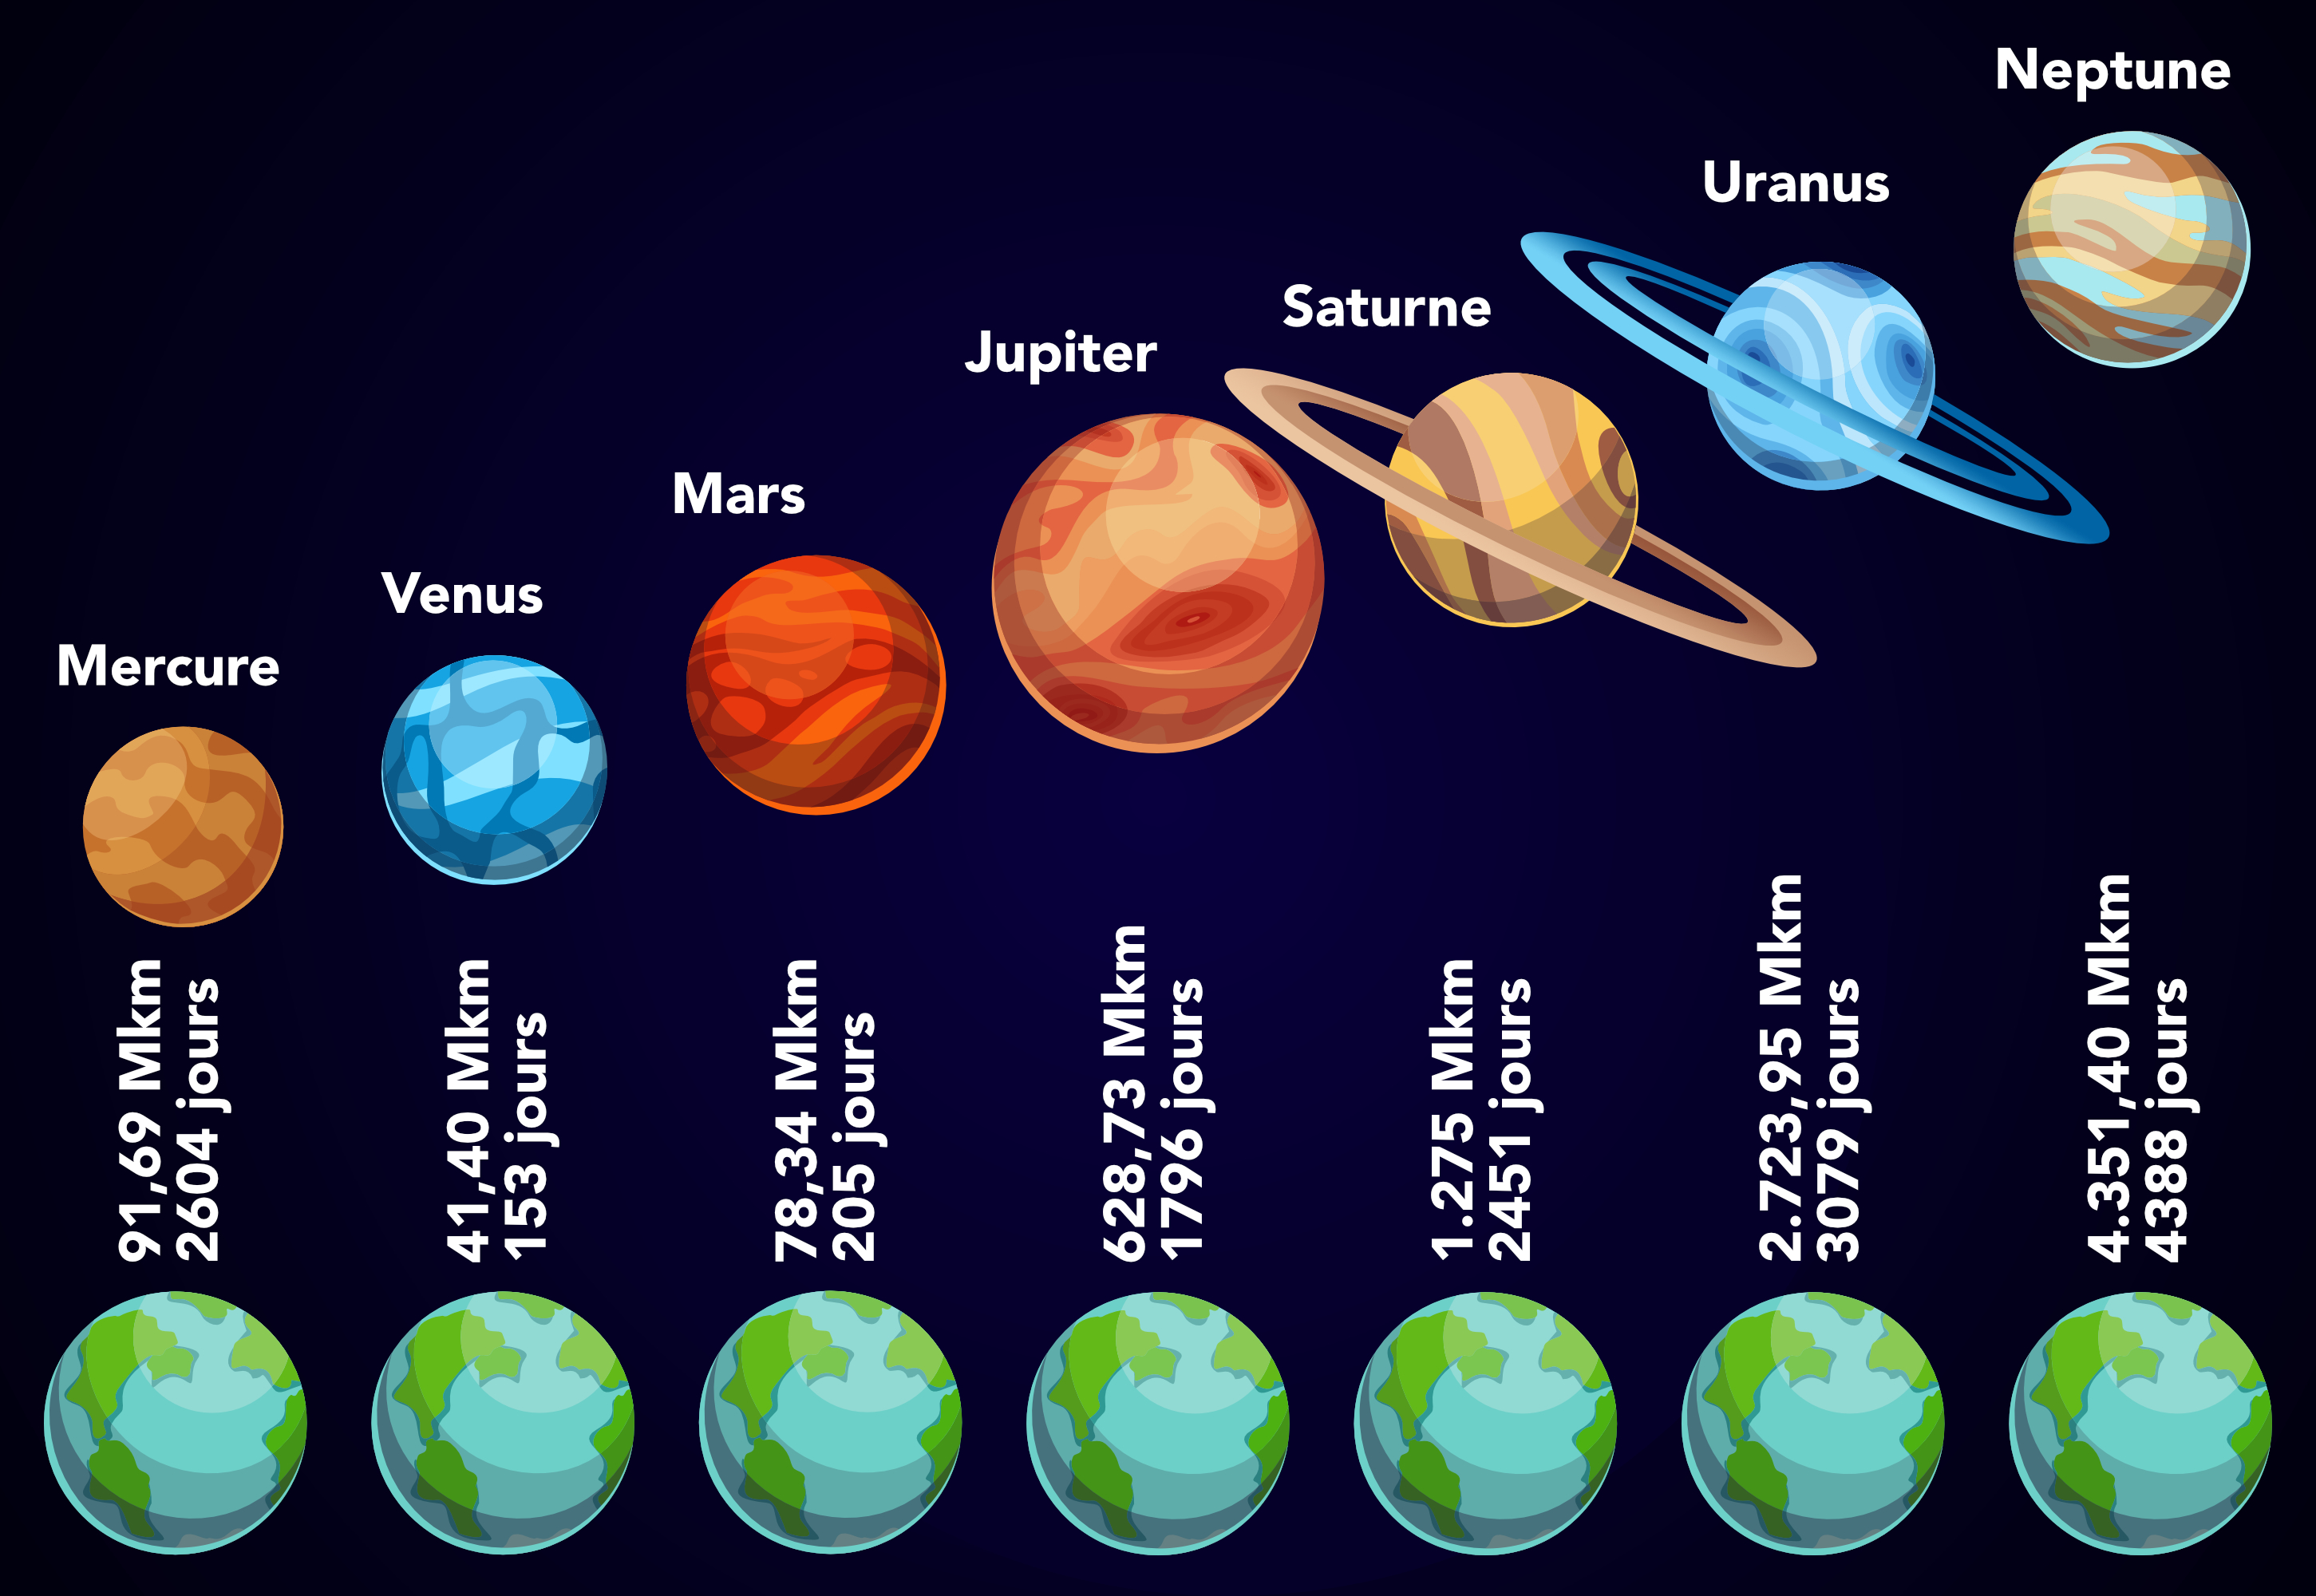 Mercure
91,69 Mkm
2604 jours
Venus
41,40 Mkm
153 jours
Mars
78,34 Mkm
205 jours
Jupiter
628,73 Mkm
1796 jours
Saturne
1.275 Mkm
2451 jours
Uranus
2.723,95 Mkm
3079 jours
Neptune
4.351,40 Mkm
4388 jours